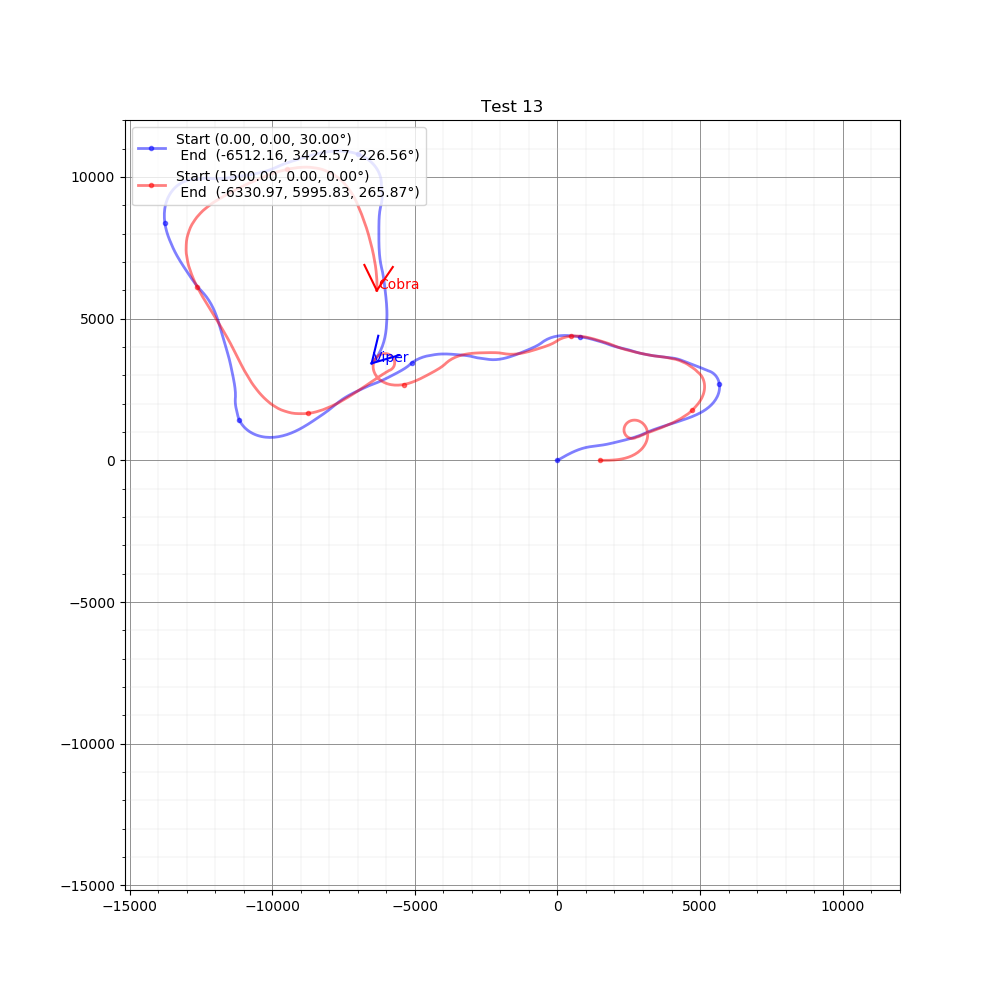 Test 13
Start (0.00, 0.00, 30.00°)
End  (-6512.16, 3424.57, 226.56°)
Start (1500.00, 0.00, 0.00°)
End  (-6330.97, 5995.83, 265.87°)
10000
Cobra
5000
Viper
0
−5000
−10000
−15000
−15000 −10000 −5000 0 5000 10000